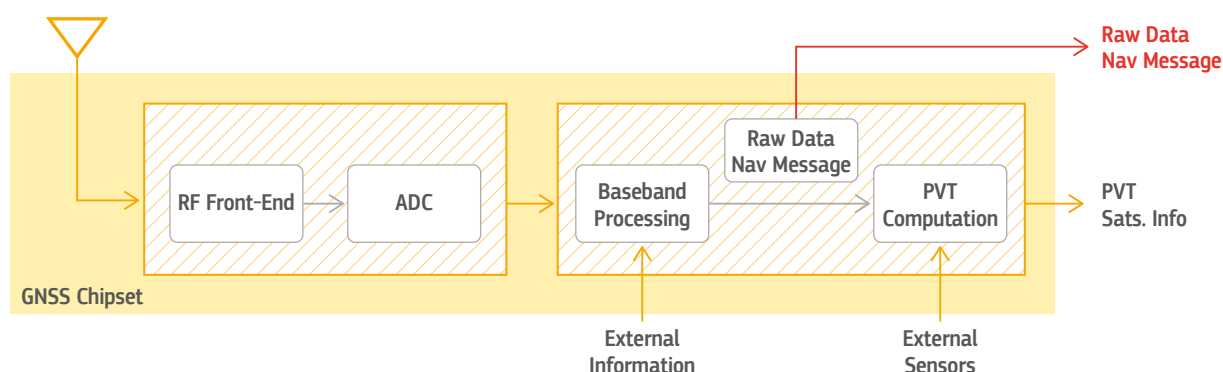 Raw Data
Nav Message
Raw Data
Nav Message
RF Front-End
ADC
Baseband
Processing
PVT
Computation
PVT
Sats. Info
GNSS Chipset
External
Information
External
Sensors